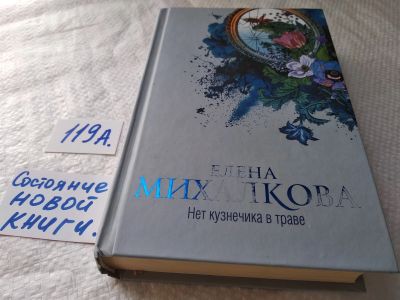 119А.
Состояние
НОВОЙ
КНИГИ.
ЕЛЕНА
МИХАЛКОВА
Нет кузнечика в траве